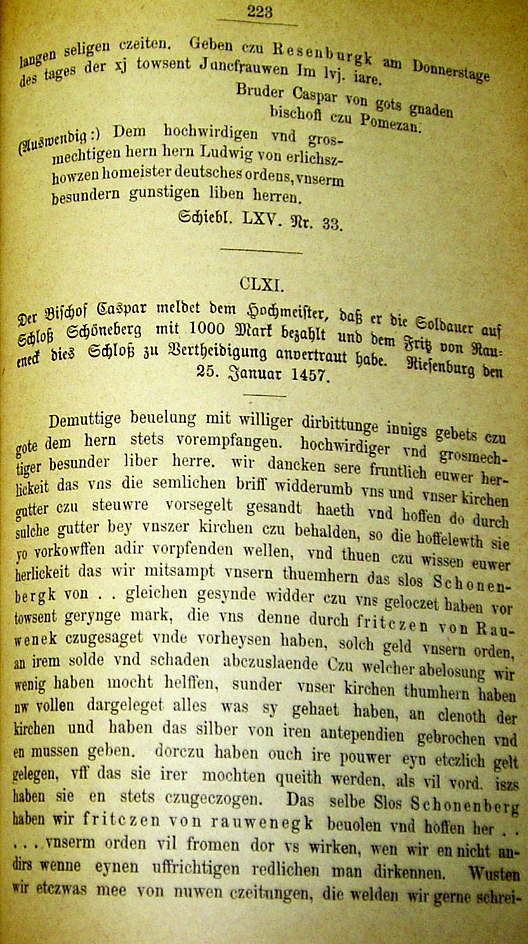 223
langen seligen czeiten. Geben czu Resenburgk am Donnerstage
des tages der xj towsent Juncfrauwen Im lvj. iare.
Bruder Caspar von gots gnaden
bischoff czu Pomezan.
(Auswendig:) Dem hochwirdigen vnd gros-
mechtigen hern hern Ludwig von erlichsz-
howzen homeister deutsches ordens, vnserm
besundern gunstigen liben herren.
Schiebl. LXV. Nr. 33.
CLXI.
Der Bischof Caspar meldet dem Hochmeister, daß er die Soldauer auf
Schloß Schöneberg mit 1000 Mark bezahlt und dem Fritz von Rau-
eneck dies Schloß zu Vertheidigung anvertraut habe. Riesenburg den
25. Januar 1457.
Demuttige beuelung mit williger dirbittunge innigs gebets czu
gote dem hern stets vorempfangen. hochwirdiger vnd grosmech-
tiger besunder liber herre. wir dancken sere fruntlich euwer her-
lickeit das vns die semlichen briff widderumb vns und vnser kirchen
gutter czu steuwre vorsegelt gesandt haeth vnd hoffen do durch
sulche gutter bey vnszer kirchen czu behalden, so die hoffelewth sie
yo vorkowffen adir vorpfenden wellen, vnd thuen czu wissen euwer
herlickeit das wir mitsampt vnsern thuemhern das slos Schonen-
bergk von . . gleichen gesynde widder czu vns geloczet haben vor
towsent gerynge mark, die vns denne durch fritczen von Rau-
wenek czugesaget vnde vorheysen haben, solch geld vnsern orden,
an irem solde vnd schaden abczuslaende Czu welcher abelosung wir
wenig haben mocht helffen, sunder vnser kirchen thumhern haben
nw vollen dargeleget alles was sy gehaet haben, an clenoth der
kirchen und haben das silber von iren antependien gebrochen vnd
en mussen geben. dorczu haben ouch ire pouwer eyn etczlich gelt
gelegen, vff das sie irer mochten queith werden, als vil vord. iszs
haben sie en stets czugeczogen. Das selbe Slos Schonenberg
haben wir fritczen von rauwenegk beuolen vnd hoffen her . .
. . . vnserm orden vil fromen dor vs wirken, wen wir en nicht an-
dirs wenne eynen uffrichtigen redlichen man dirkennen. Wusten
wir etczwas mee von nuwen czeitungen, die welden wir gerne schrei-